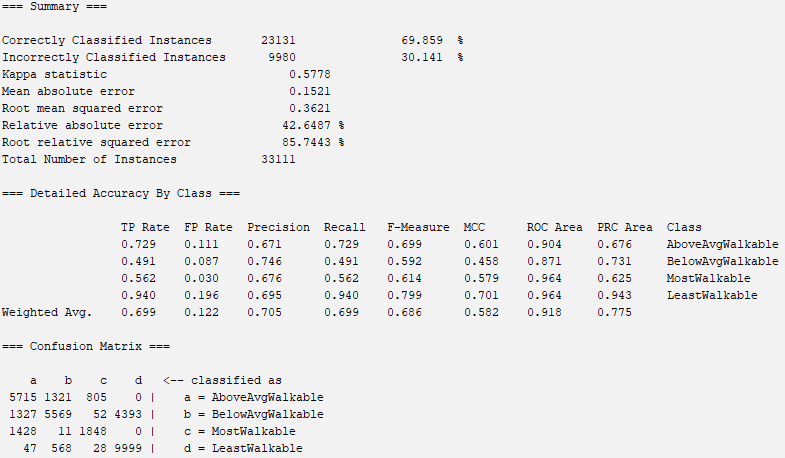 === Summary ===
Correctly Classified Instances 23131 69.859 %
Incorrectly Classified Instances 9980 30.141 %
Kappa statistic 0.5778
Mean absolute error 0.1521
Root mean squared error 0.3621
Relative absolute error 42.6487 %
Root relative squared error 85.7443 %
Total Number of Instances 33111
=== Detailed Accuracy By Class ===
TP Rate FP Rate Precision Recall F-Measure MCC ROC Area PRC Area Class
0.729 0.111 0.671 0.729 0.699 0.601 0.904 0.676 AboveAvgWalkable
0.491 0.087 0.746 0.491 0.592 0.458 0.871 0.731 BelowAvgWalkable
0.562 0.030 0.676 0.562 0.614 0.579 0.964 0.625 MostWalkable
0.940 0.196 0.695 0.940 0.799 0.701 0.964 0.943 LeastWalkable
Weighted Avg. 0.699 0.122 0.705 0.699 0.686 0.582 0.918 0.775
=== Confusion Matrix ===
a b c d <-- classified as
5715 1321 805 0 | a = AboveAvgWalkable
1327 5569 52 4393 | b = BelowAvgWalkable
1428 11 1848 0 | c = MostWalkable
47 568 28 9999 | d = LeastWalkable